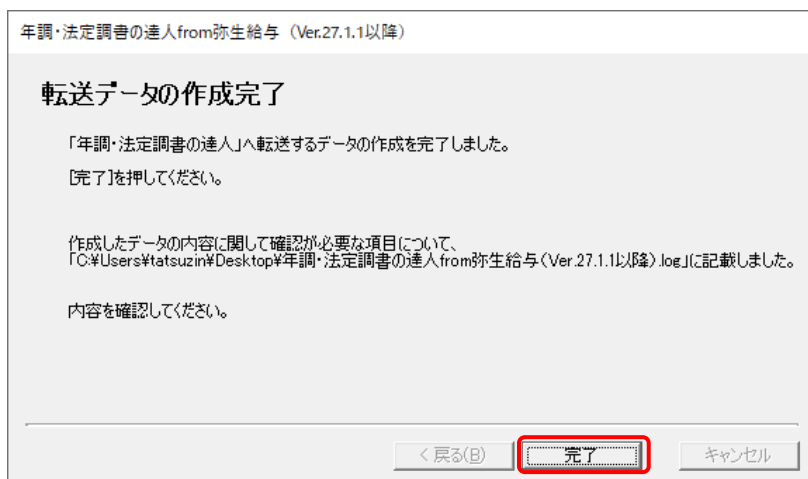 年調・法定調書の達人from弥生給与（Ver.27.1.1以降）
転送データの作成完了
「年調・法定調書の達人」へ転送するデータの作成を完了しました。
[完了]を押してください。
作成したデータの内容に関して確認が必要な項目について、
「C:¥Users¥tatsuzin¥Desktop¥年調・法定調書の達人from弥生給与（Ver.27.1.1以降）.log」に記載しました。
内容を確認してください。
< 戻る(B)
完了
キャンセル